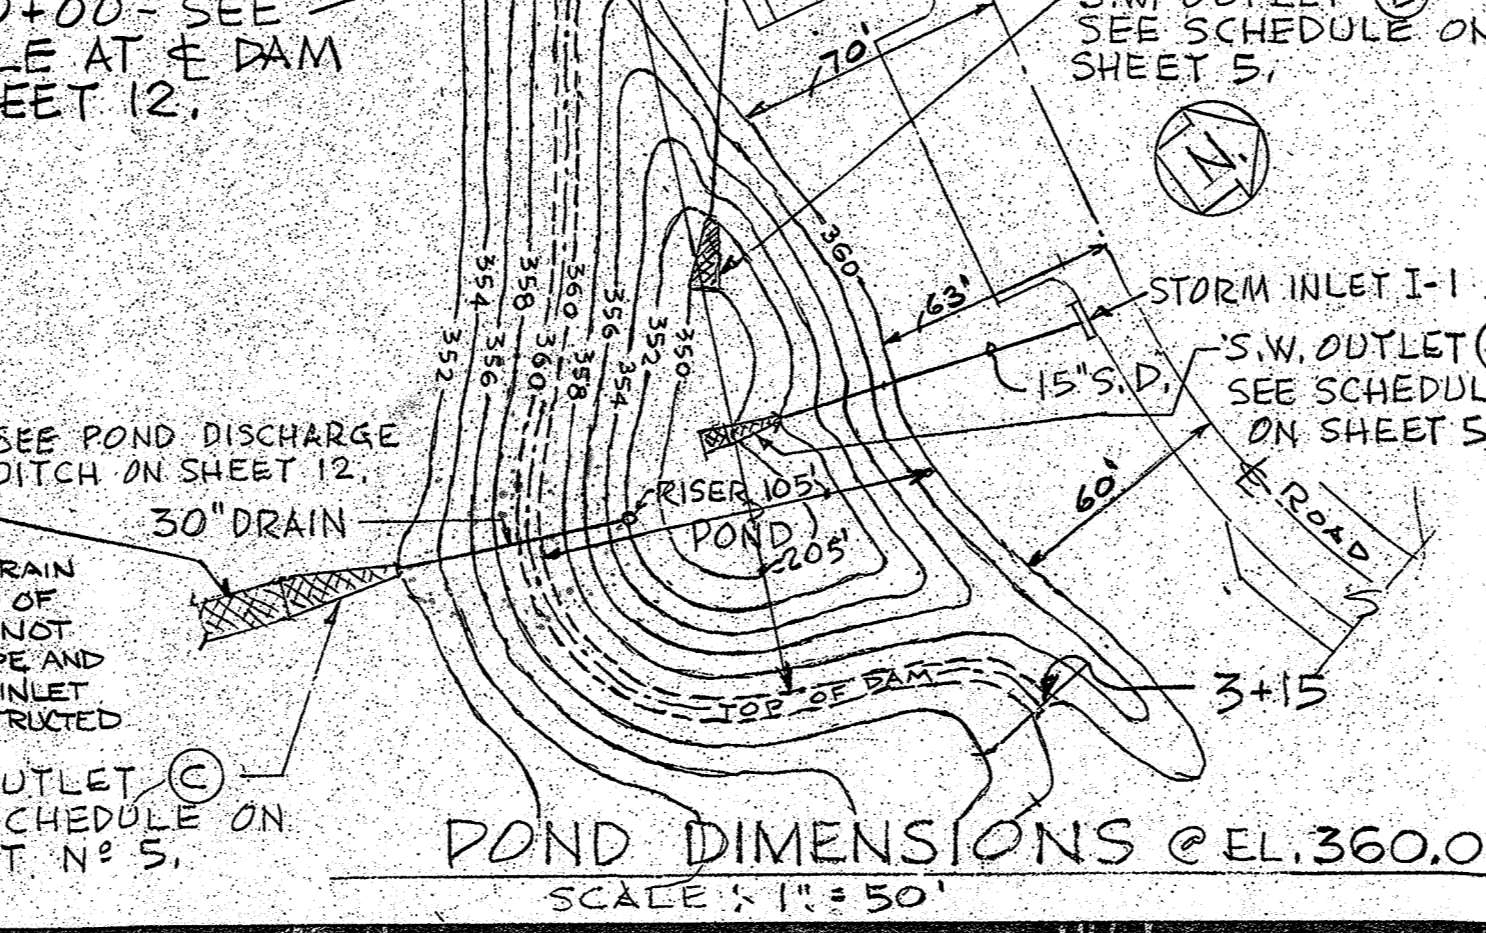 0+00- SEE
LE AT ℄ DAM
EET 12.
S.W. OUTLET
SEE SCHEDULE ON
SHEET 5.
N.
70'
360
63'
STORM INLET I-1
15" S.D.
S.W. OUTLET
SEE SCHEDUL
ON SHEET 5
354
358
360
356
352
350
352
356
360
358
354
SEE POND DISCHARGE
DITCH ON SHEET 12.
30" DRAIN
RISER 105'
POND
205'
60'
℄ ROAD
RAIN
OF
NOT
PE AND
INLET
TRUCTED
TOP OF DAM
3+15
UTLET C
CHEDULE ON
T. Nº 5.
POND DIMENSIONS @ EL. 360.0
SCALE : 1" = 50'